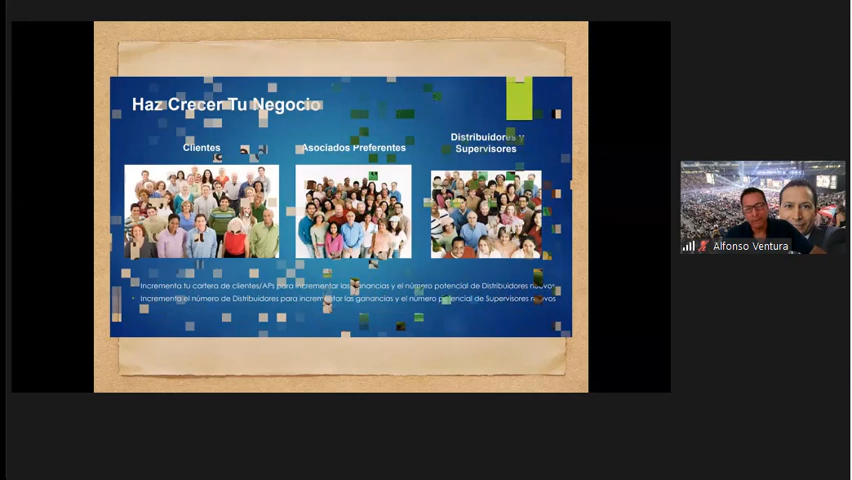 Haz Crecer Tu Negocio
Clientes
Asociados Preferentes
Distribuidores y
Supervisores
Incrementa tu cartera de clientes/APs para incrementar las ganancias y el número potencial de Distribuidores nuevos
Incrementa el número de Distribuidores para incrementar las ganancias y el número potencial de Supervisores nuevos
Alfonso Ventura